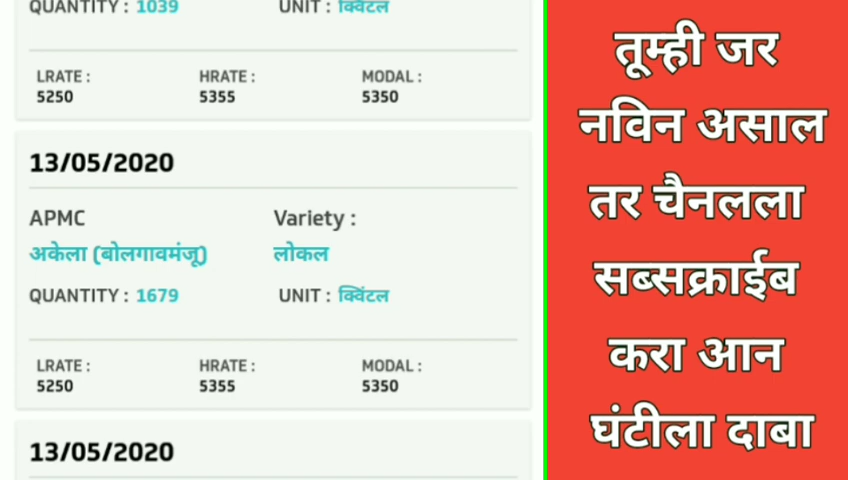 QUANTITY : 1039 UNIT : क्विंटल
LRATE : HRATE : MODAL :
5250 5355 5350
13/05/2020
APMC Variety :
अकेला (बोलगावमंजू) लोकल
QUANTITY : 1679 UNIT : क्विंटल
LRATE : HRATE : MODAL :
5250 5355 5350
13/05/2020
तूम्ही जर
नविन असाल
तर चैनलला
सब्सक्राईब
करा आन
घंटीला दाबा